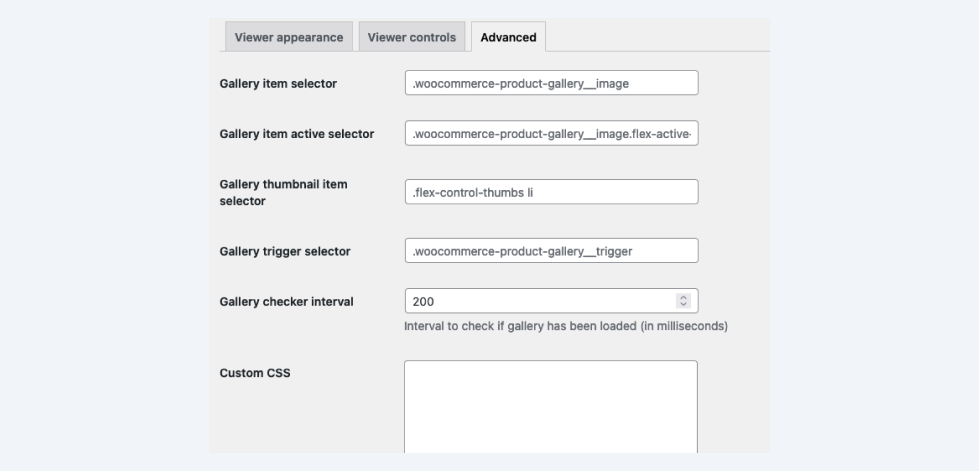 Viewer appearance Viewer controls Advanced
Gallery item selector .woocommerce-product-gallery__image
Gallery item active selector .woocommerce-product-gallery__image.flex-active-
Gallery thumbnail item
selector
.flex-control-thumbs li
Gallery trigger selector .woocommerce-product-gallery__trigger
Gallery checker interval 200
Interval to check if gallery has been loaded (in milliseconds)
Custom CSS